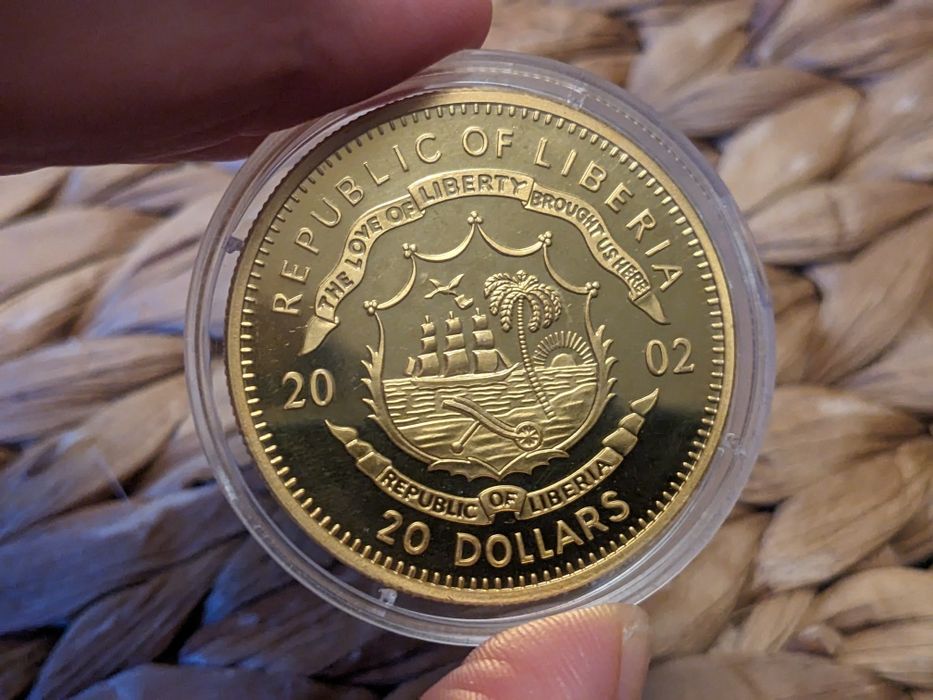 REPUBLIC OF LIBERIA
THE LOVE OF LIBERTY BROUGHT US HERE
20 02
REPUBLIC OF LIBERIA
20 DOLLARS